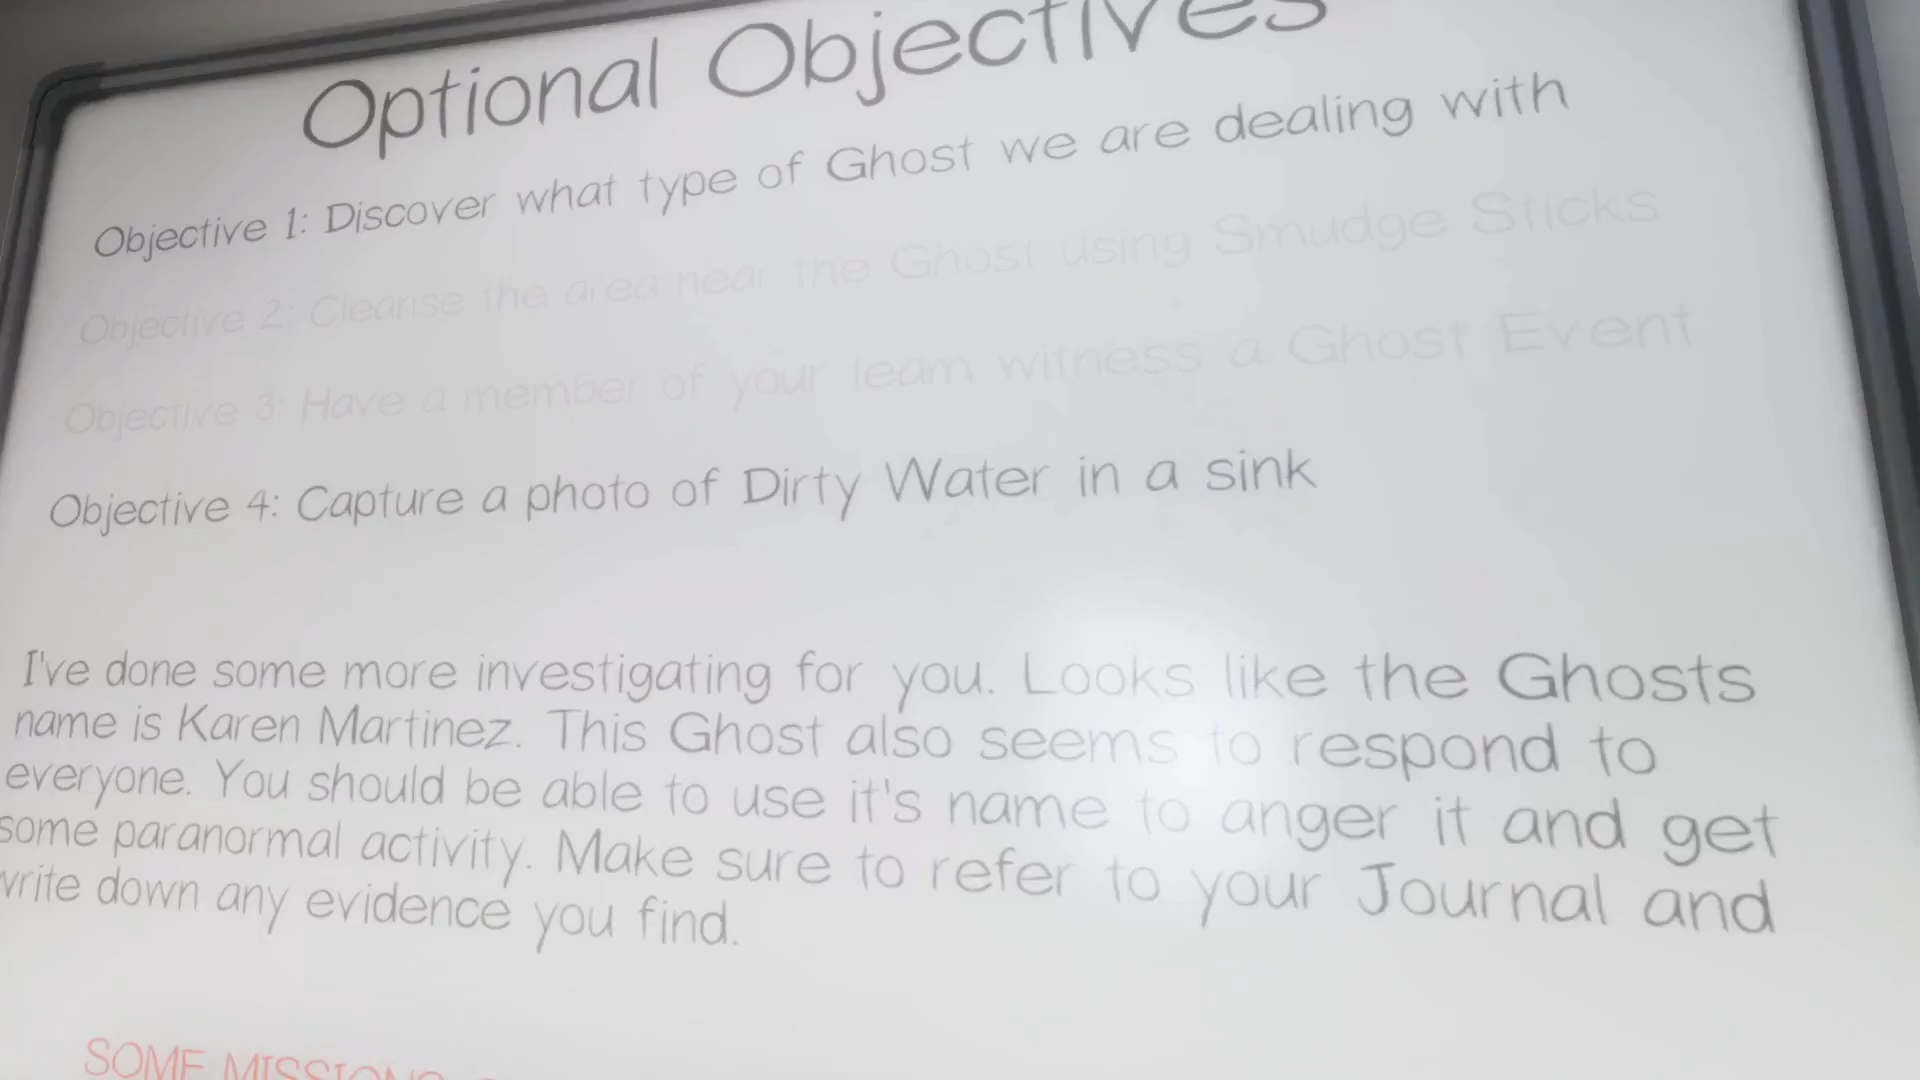 Optional Objectives
Objective 1: Discover what type of Ghost we are dealing with
Objective 2: Cleanse the area near the Ghost using Smudge Sticks
Objective 3: Have a member of your team witness a Ghost Event
Objective 4: Capture a photo of Dirty Water in a sink
I've done some more investigating for you. Looks like the Ghosts
name is Karen Martinez. This Ghost also seems to respond to
everyone. You should be able to use it's name to anger it and get
some paranormal activity. Make sure to refer to your Journal and
write down any evidence you find.
SOME MISSIONS